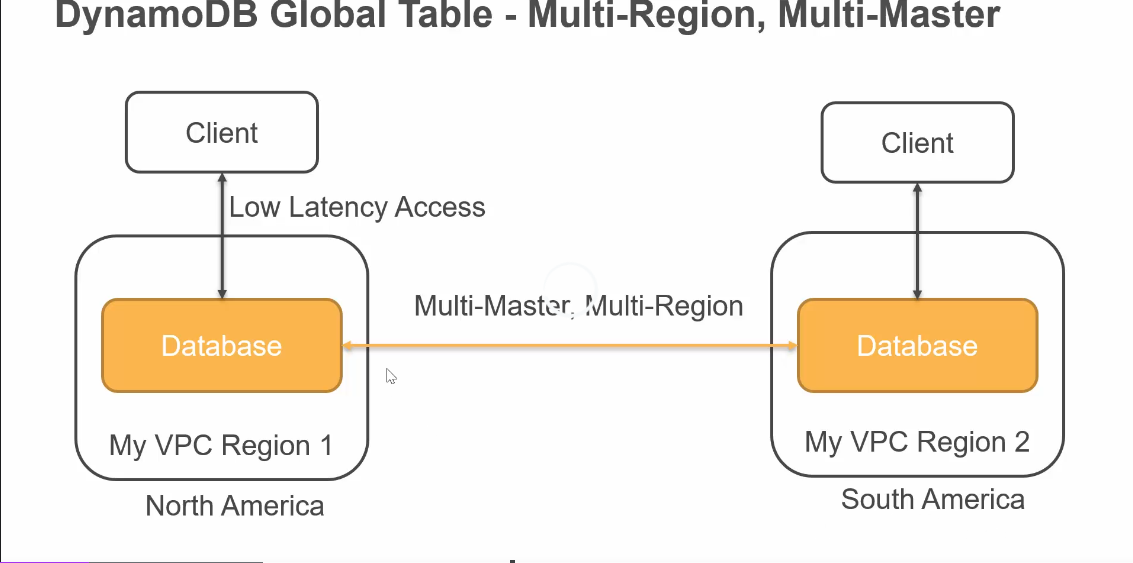 DynamoDB Global Table - Multi-Region, Multi-Master
Client
Client
Low Latency Access
Multi-Master, Multi-Region
Database
Database
My VPC Region 1
My VPC Region 2
North America
South America